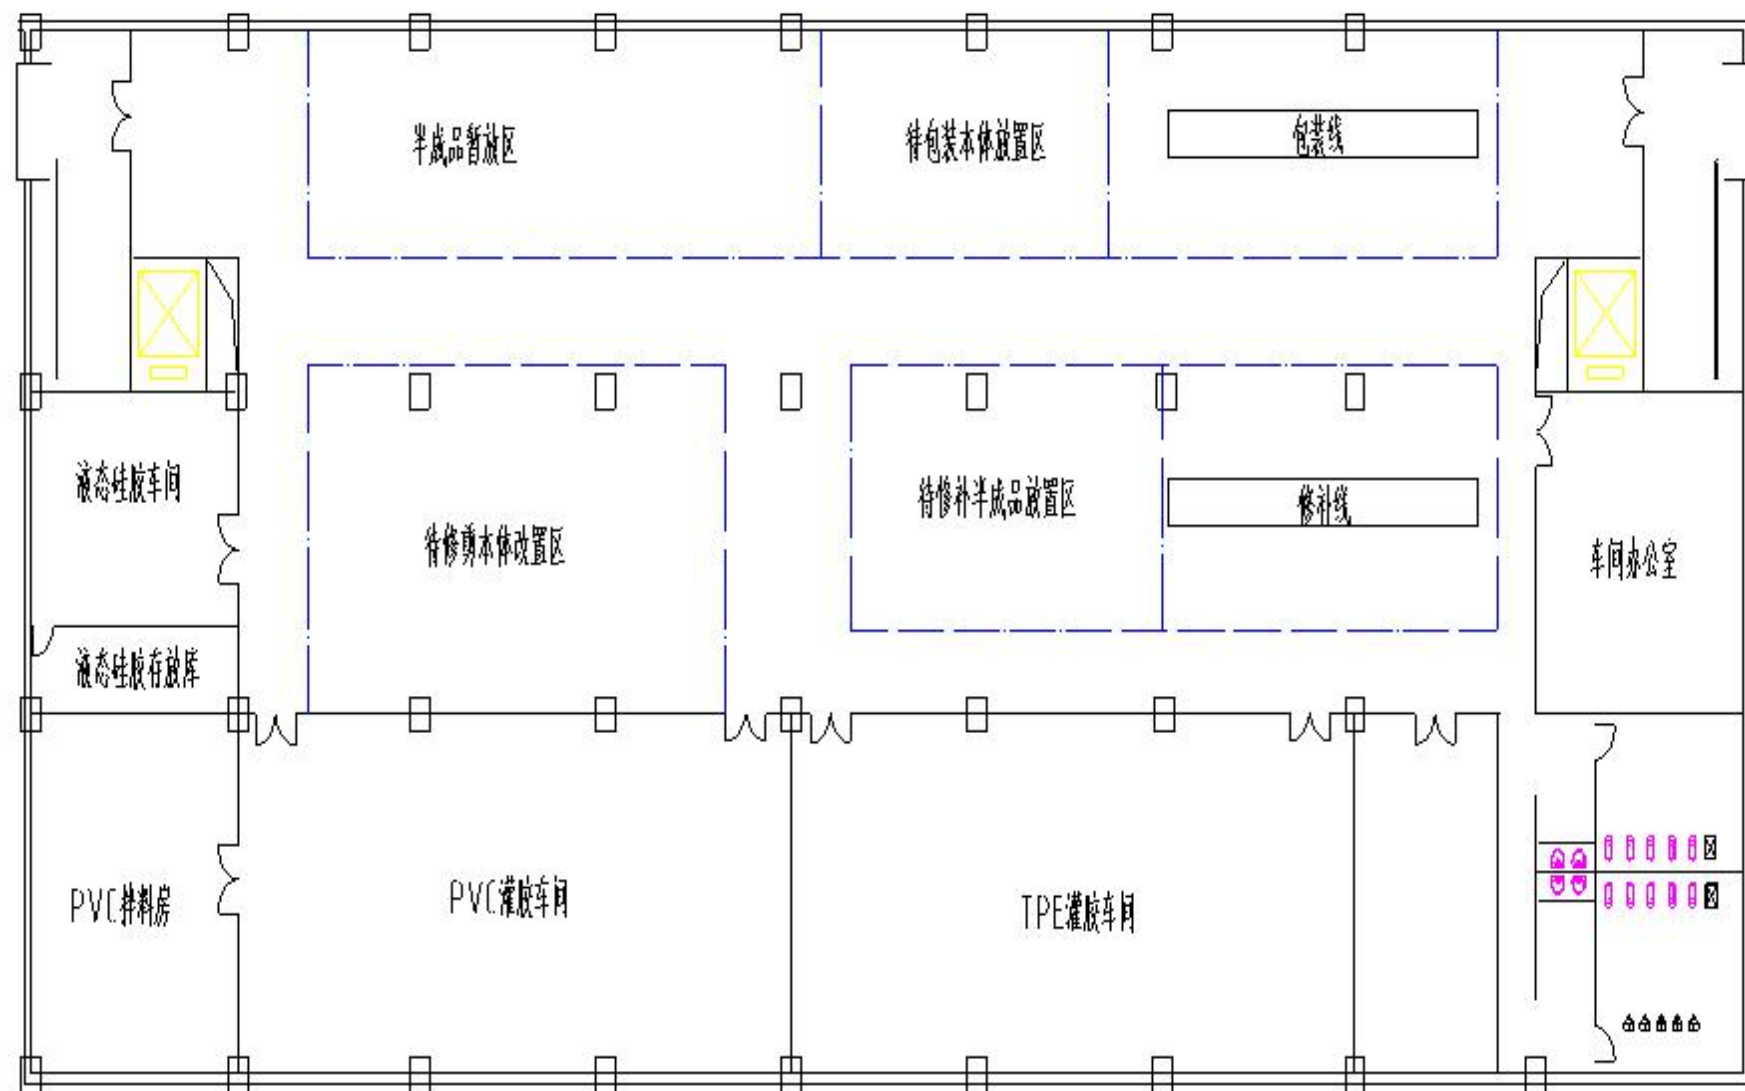 半成品暂放区
待包装本体放置区
包装线
液态硅胶车间
待修剪本体改置区
待修补半成品放置区
修补线
车间办公室
液态硅胶存放库
PVC拌料房
PVC灌胶车间
TPE灌胶车间